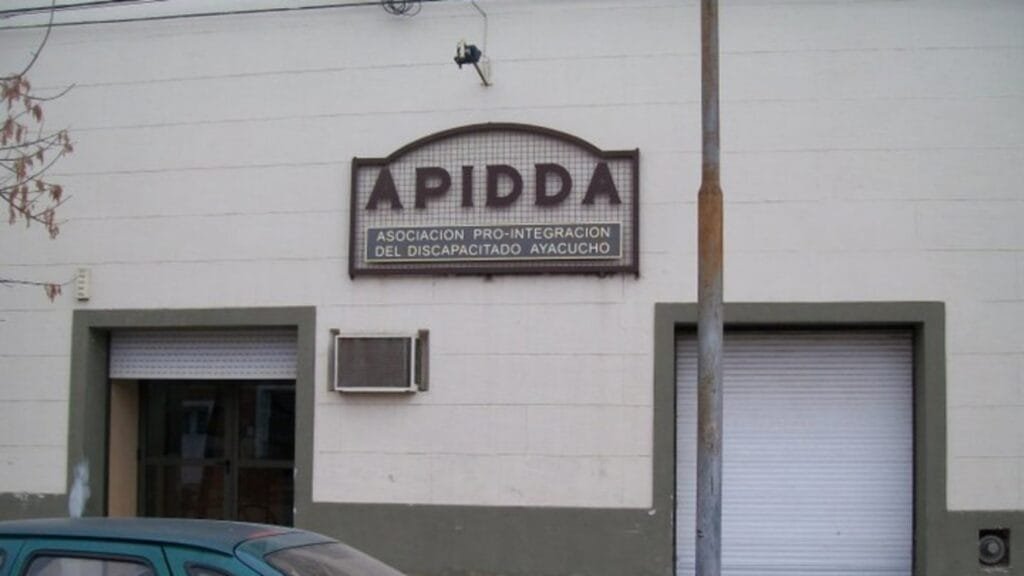 APIDDA
ASOCIACION PRO-INTEGRACION
DEL DISCAPACITADO AYACUCHO